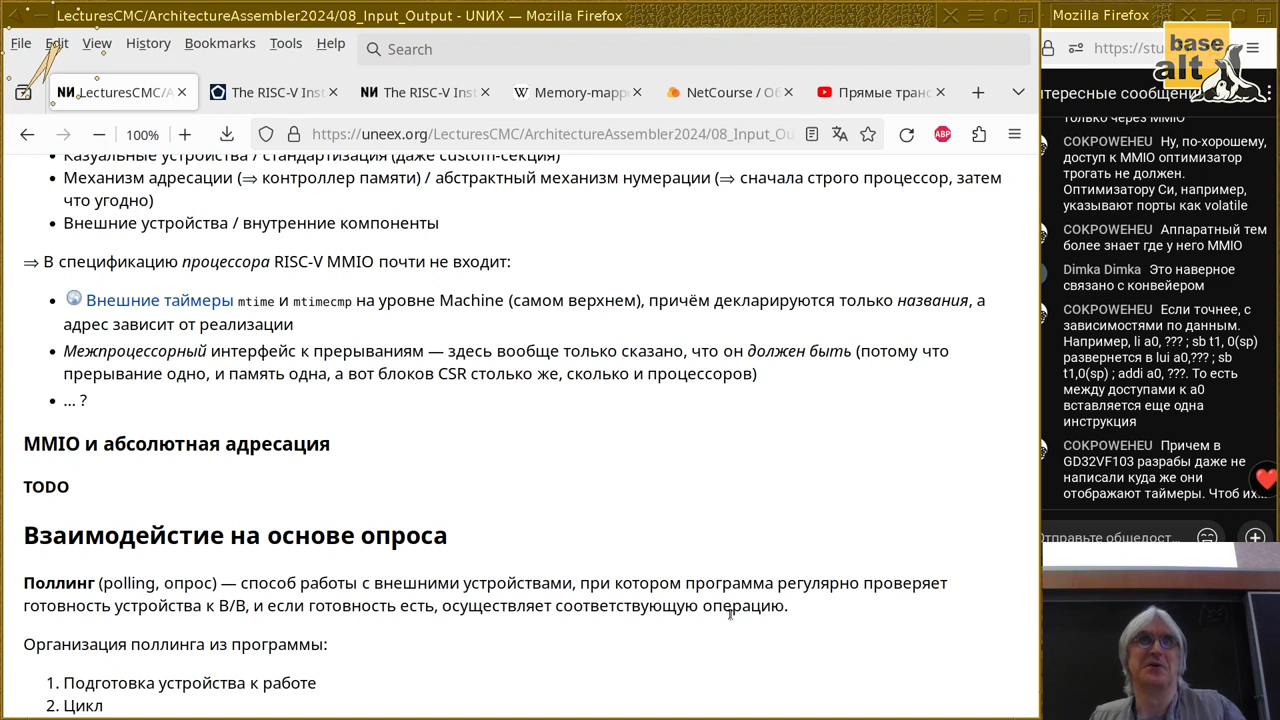 LecturesCMC/ArchitectureAssembler2024/08_Input_Output - UNИX — Mozilla Firefox
Mozilla Firefox
File Edit View History Bookmarks Tools Help
Search
https://stu
base
alt
LecturesCMC/A
The RISC-V Inst
The RISC-V Inst
Memory-mapp
NetCourse / Об
Прямые тран
100%
https://uneex.org/LecturesCMC/ArchitectureAssembler2024/08_Input_Ou
ABP
Казуальные устройства / стандартизация (даже custom-секция)
Механизм адресации (⇒ контроллер памяти) / абстрактный механизм нумерации (⇒ сначала строго процессор, затем
что угодно)
Внешние устройства / внутренние компоненты
⇒ В спецификацию процессора RISC-V MMIO почти не входит:
Внешние таймеры mtime и mtimecmp на уровне Machine (самом верхнем), причём декларируются только названия, а
адрес зависит от реализации
Межпроцессорный интерфейс к прерываниям — здесь вообще только сказано, что он должен быть (потому что
прерывание одно, и память одна, а вот блоков CSR столько же, сколько и процессоров)
... ?
MMIO и абсолютная адресация
TODO
Взаимодейстие на основе опроса
Поллинг (polling, опрос) — способ работы с внешними устройствами, при котором программа регулярно проверяет
готовность устройства к В/В, и если готовность есть, осуществляет соответствующую операцию.
Организация поллинга из программы:
1. Подготовка устройства к работе
2. Цикл
тересные сообщени
только через MMIO
COKPOWEHEU Ну, по-хорошему,
доступ к MMIO оптимизатор
трогать не должен.
Оптимизатору Си, например,
указывают порты как volatile
COKPOWEHEU Аппаратный тем
более знает где у него MMIO
Dimka Dimka Это наверное
связано с конвейером
COKPOWEHEU Если точнее, с
зависимостями по данным.
Например, li a0, ??? ; sb t1, 0(sp)
развернется в lui a0,??? ; sb
t1,0(sp) ; addi a0, ???. То есть
между доступами к a0
вставляется еще одна
инструкция
COKPOWEHEU Причем в
GD32VF103 разрабы даже не
написали куда же они
отображают таймеры. Чтоб их...
Отправьте общедост...